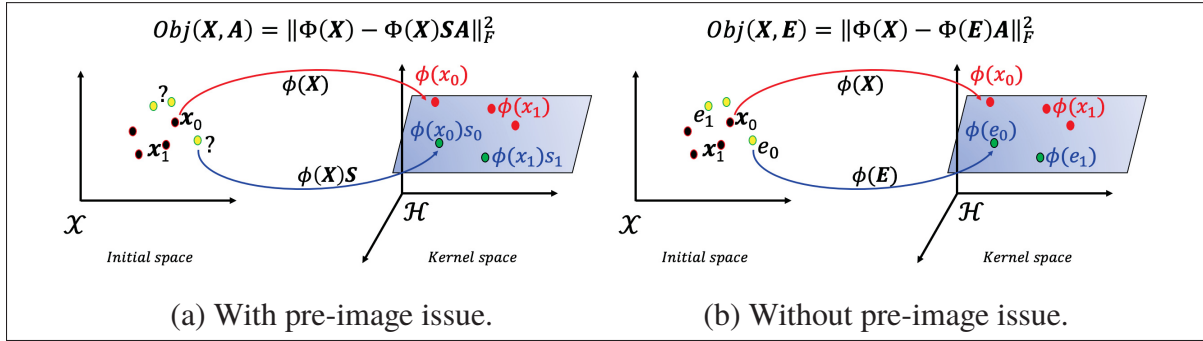 Obj(X, A) = ‖Φ(X) − Φ(X)SA‖²_F
?
x₀
x₁
?
ϕ(X)
ϕ(X)S
ϕ(x₀)
ϕ(x₁)
ϕ(x₀)s₀
ϕ(x₁)s₁
𝒳
ℋ
Initial space
Kernel space
(a) With pre-image issue.
Obj(X, E) = ‖Φ(X) − Φ(E)A‖²_F
e₁
x₀
x₁
e₀
ϕ(X)
ϕ(E)
ϕ(x₀)
ϕ(x₁)
ϕ(e₀)
ϕ(e₁)
𝒳
ℋ
Initial space
Kernel space
(b) Without pre-image issue.